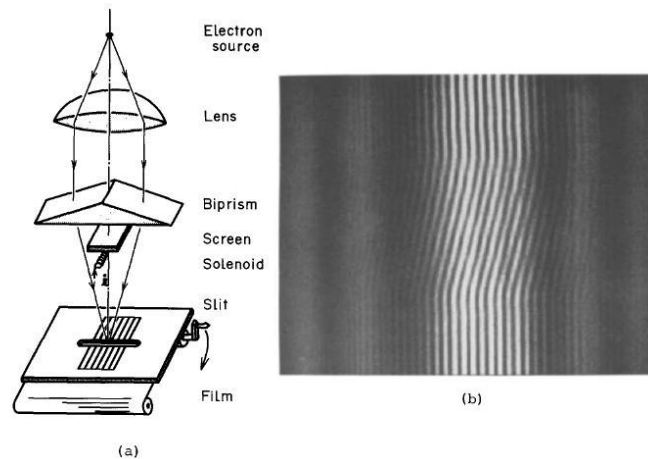 Electron
source
Lens
Biprism
Screen
Solenoid
Slit
Film
(a)
(b)